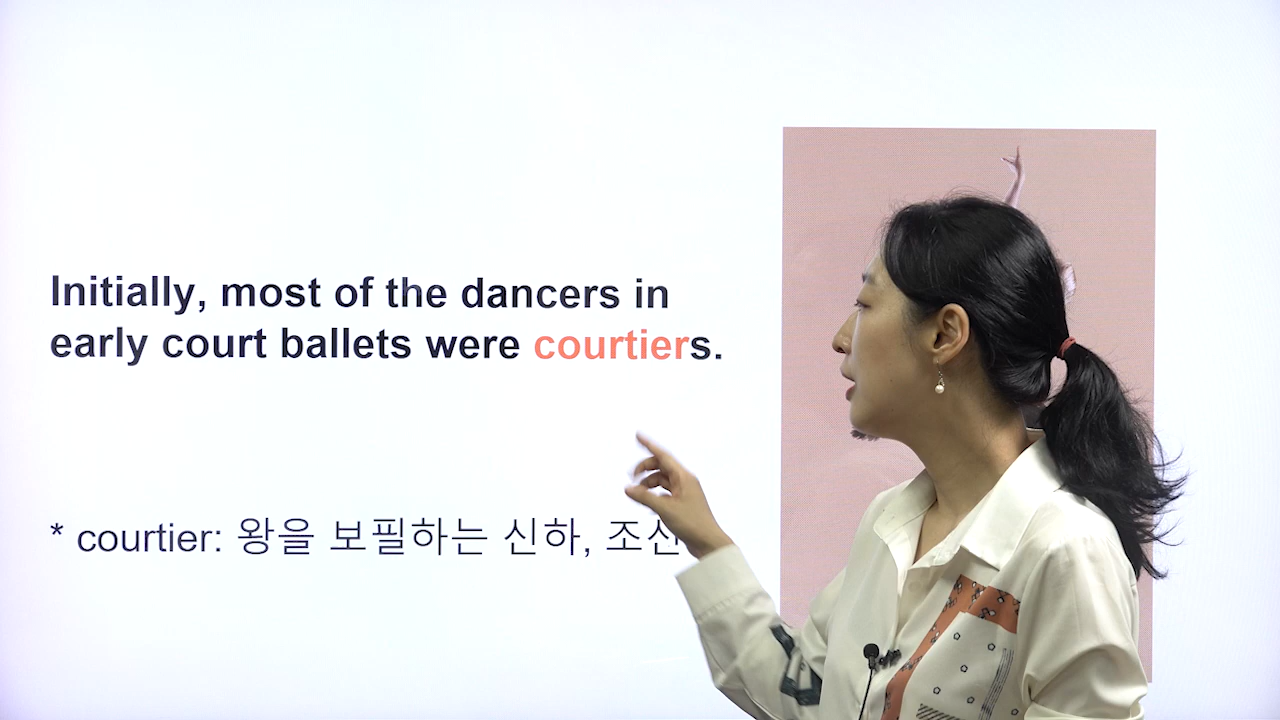 Initially, most of the dancers in
early court ballets were courtiers.
* courtier: 왕을 보필하는 신하, 조신